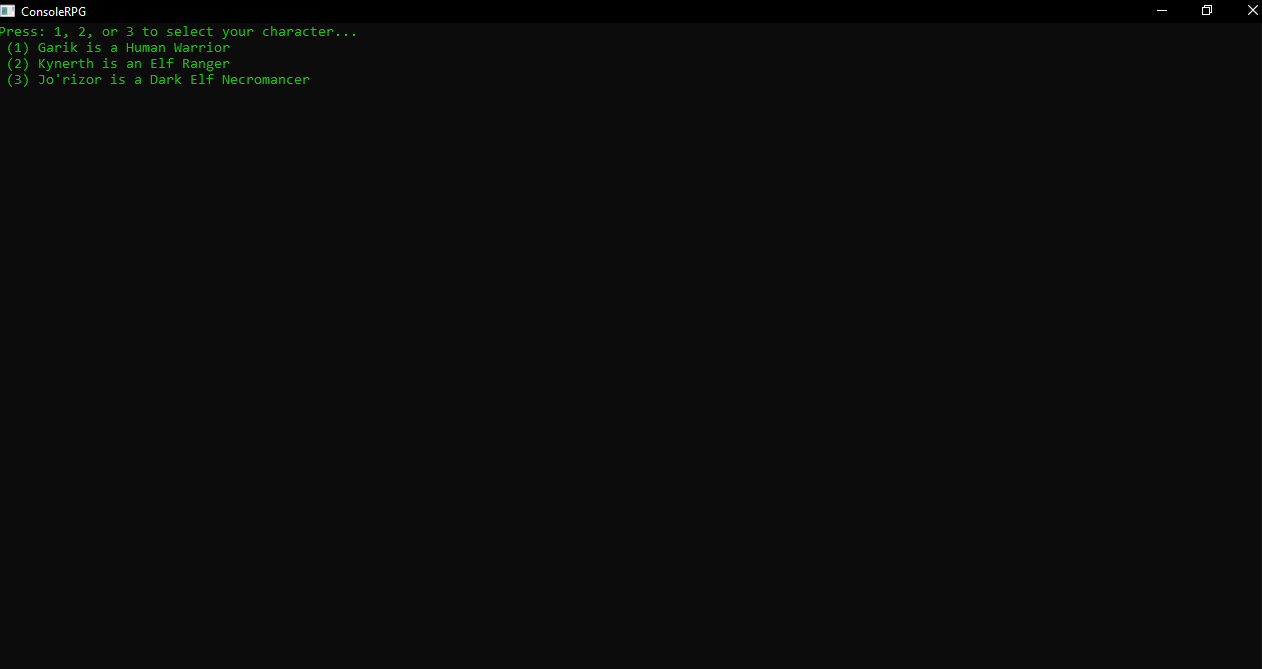 ConsoleRPG
Press: 1, 2, or 3 to select your character...
(1) Garik is a Human Warrior
(2) Kynerth is an Elf Ranger
(3) Jo'rizor is a Dark Elf Necromancer